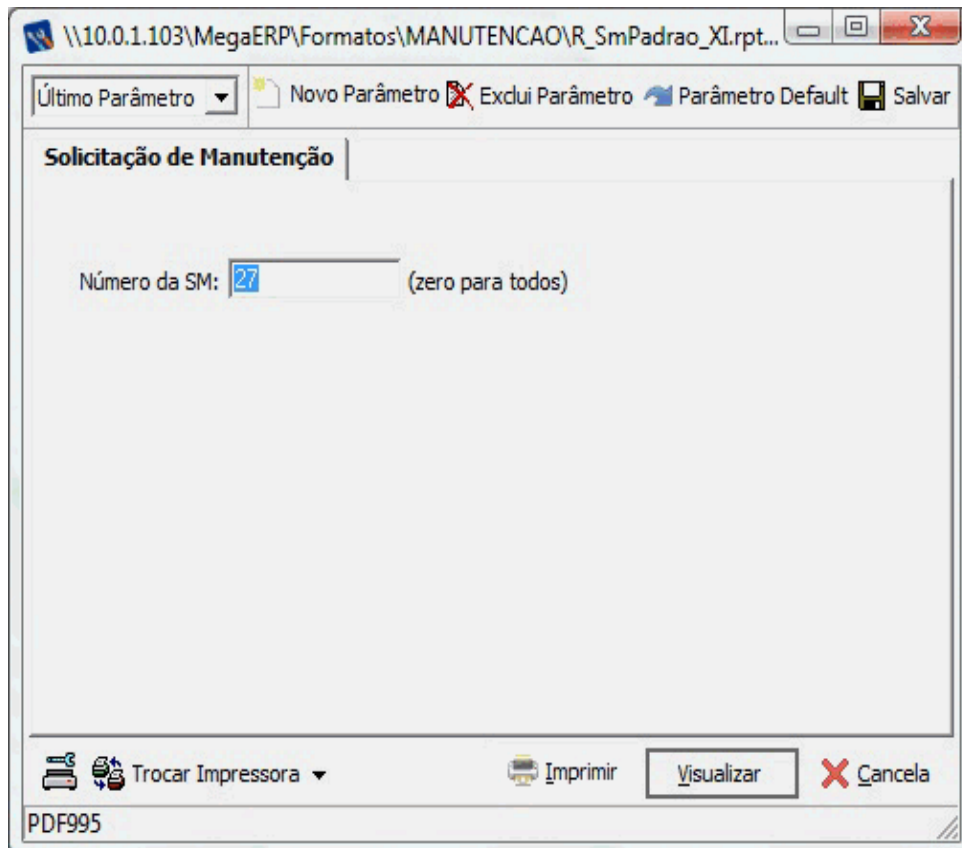 \\10.0.1.103\MegaERP\Formatos\MANUTENCAO\R_SmPadrao_XI.rpt...
Último Parâmetro Novo Parâmetro Exclui Parâmetro Parâmetro Default Salvar
Solicitação de Manutenção
Número da SM: 27 (zero para todos)
Trocar Impressora Imprimir Visualizar Cancela
PDF995